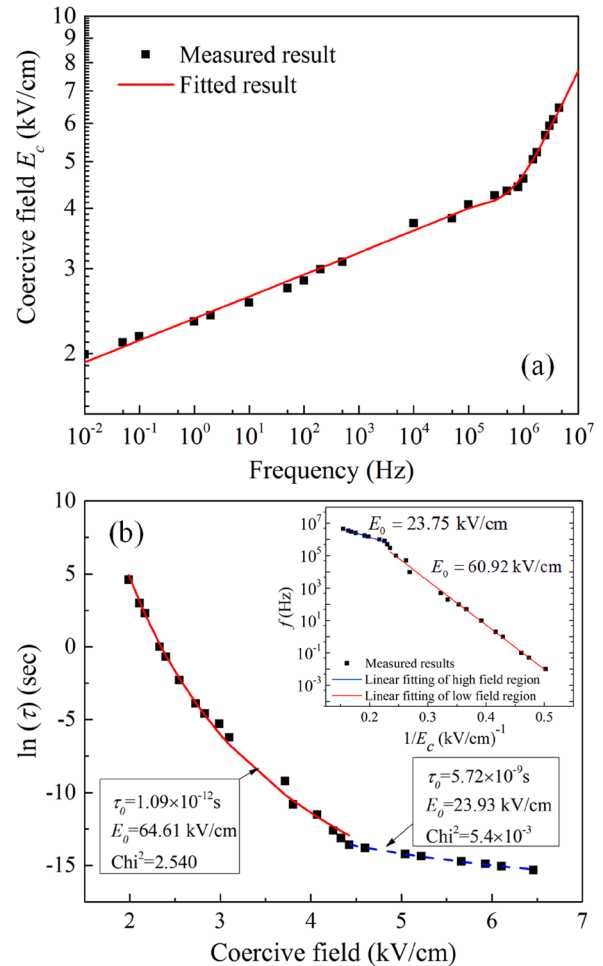 10
9
8
7
6
5
4
3
2
Coercive field E_c (kV/cm)
Measured result
Fitted result
(a)
10^-2 10^-1 10^0 10^1 10^2 10^3 10^4 10^5 10^6 10^7
Frequency (Hz)
(b)
10
5
0
-5
-10
-15
ln (τ) (sec)
τ_0=1.09×10^-12s
E_0=64.61 kV/cm
Chi^2=2.540
τ_0=5.72×10^-9s
E_0=23.93 kV/cm
Chi^2=5.4×10^-3
2 3 4 5 6 7
Coercive field (kV/cm)
10^7
10^5
10^3
10^1
10^-1
10^-3
f (Hz)
E_0 = 23.75 kV/cm
E_0 = 60.92 kV/cm
Measured results
Linear fitting of high field region
Linear fitting of low field region
0.2 0.3 0.4 0.5
1/E_c (kV/cm)^-1